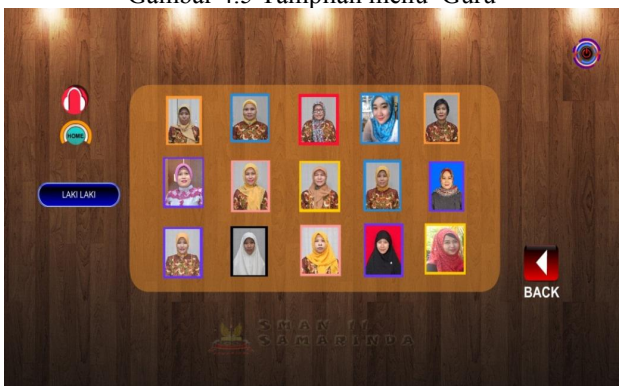 Gambar 4.5 Tampilan menu Guru
HOME
LAKI LAKI
BACK
SMAN 11
SAMARINDA